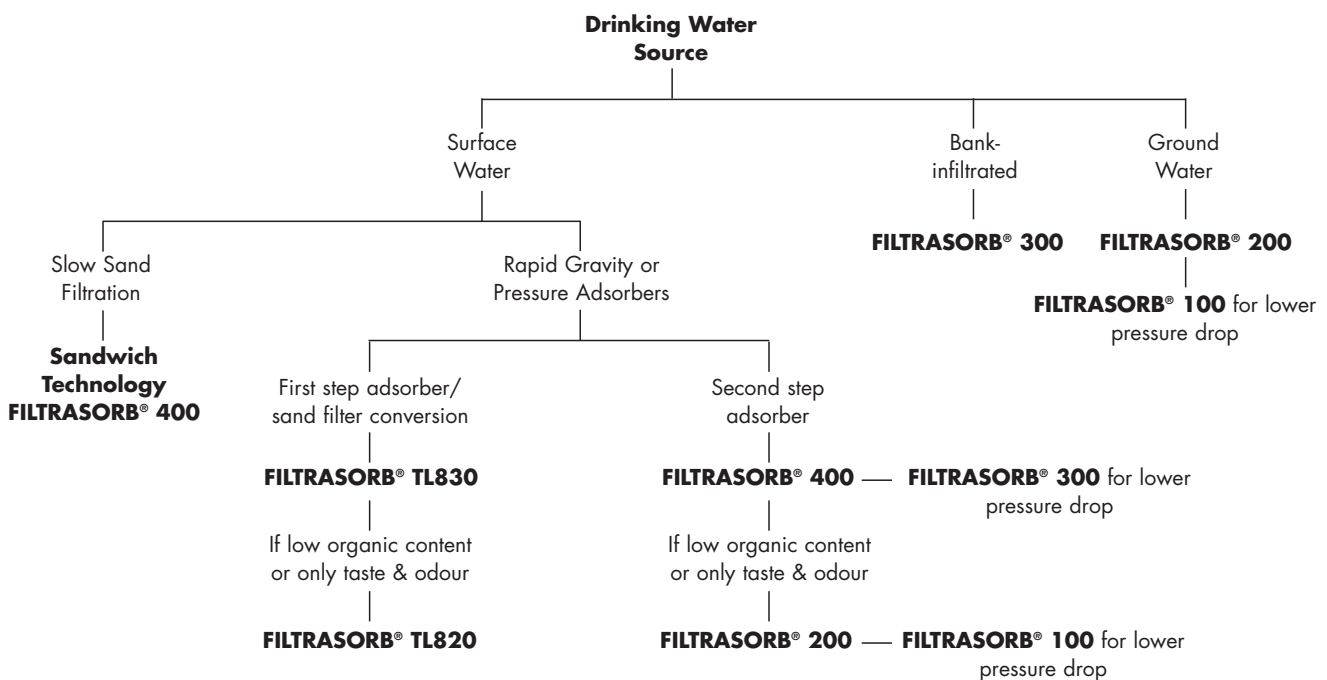 Drinking Water
Source
Surface
Water
Bank-
infiltrated
Ground
Water
FILTRASORB® 300
FILTRASORB® 200
FILTRASORB® 100 for lower
pressure drop
Slow Sand
Filtration
Sandwich
Technology
FILTRASORB® 400
Rapid Gravity or
Pressure Adsorbers
First step adsorber/
sand filter conversion
FILTRASORB® TL830
If low organic content
or only taste & odour
FILTRASORB® TL820
Second step
adsorber
FILTRASORB® 400
FILTRASORB® 300 for lower
pressure drop
If low organic content
or only taste & odour
FILTRASORB® 200
FILTRASORB® 100 for lower
pressure drop